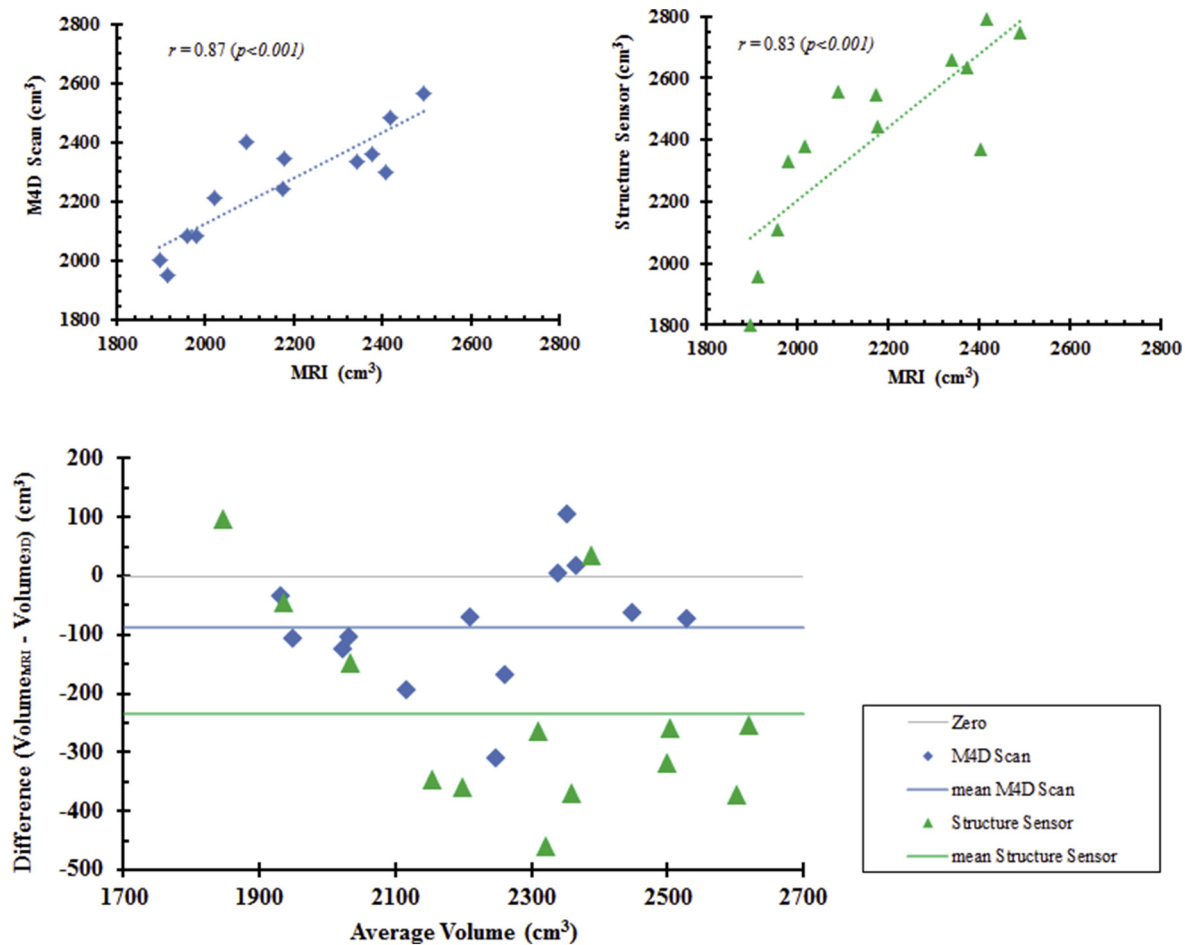 2800
2600
2400
2200
2000
1800
1800 2000 2200 2400 2600 2800
M4D Scan (cm³)
MRI (cm³)
r = 0.87 (p<0.001)
2800
2600
2400
2200
2000
1800
1800 2000 2200 2400 2600 2800
Structure Sensor (cm³)
MRI (cm³)
r = 0.83 (p<0.001)
200
100
0
-100
-200
-300
-400
-500
1700 1900 2100 2300 2500 2700
Difference (VolumeMRI - Volume3D) (cm³)
Average Volume (cm³)
Zero
M4D Scan
mean M4D Scan
Structure Sensor
mean Structure Sensor